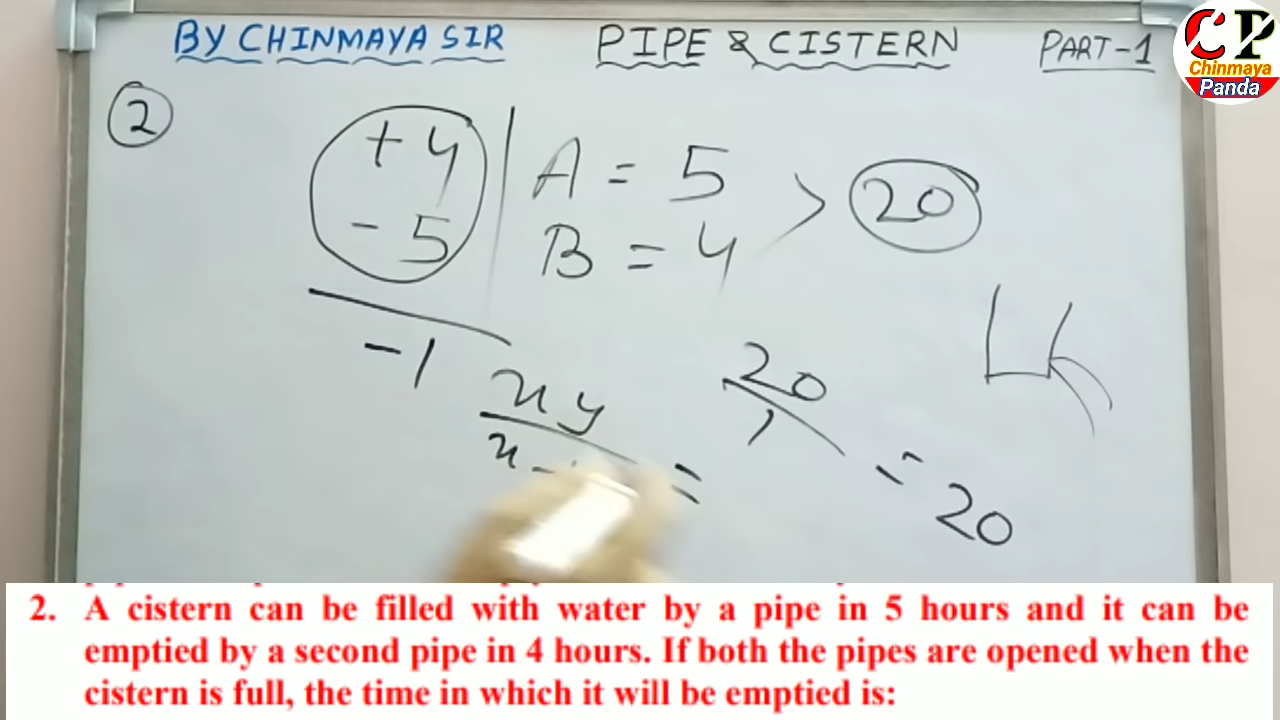 BY CHINMAYA SIR PIPE & CISTERN PART-1
CP
Chinmaya
Panda
2
+4
-5
-1
A = 5
B = 4
> 20
xy
x -
=
20
1
= 20
2. A cistern can be filled with water by a pipe in 5 hours and it can be
emptied by a second pipe in 4 hours. If both the pipes are opened when the
cistern is full, the time in which it will be emptied is: